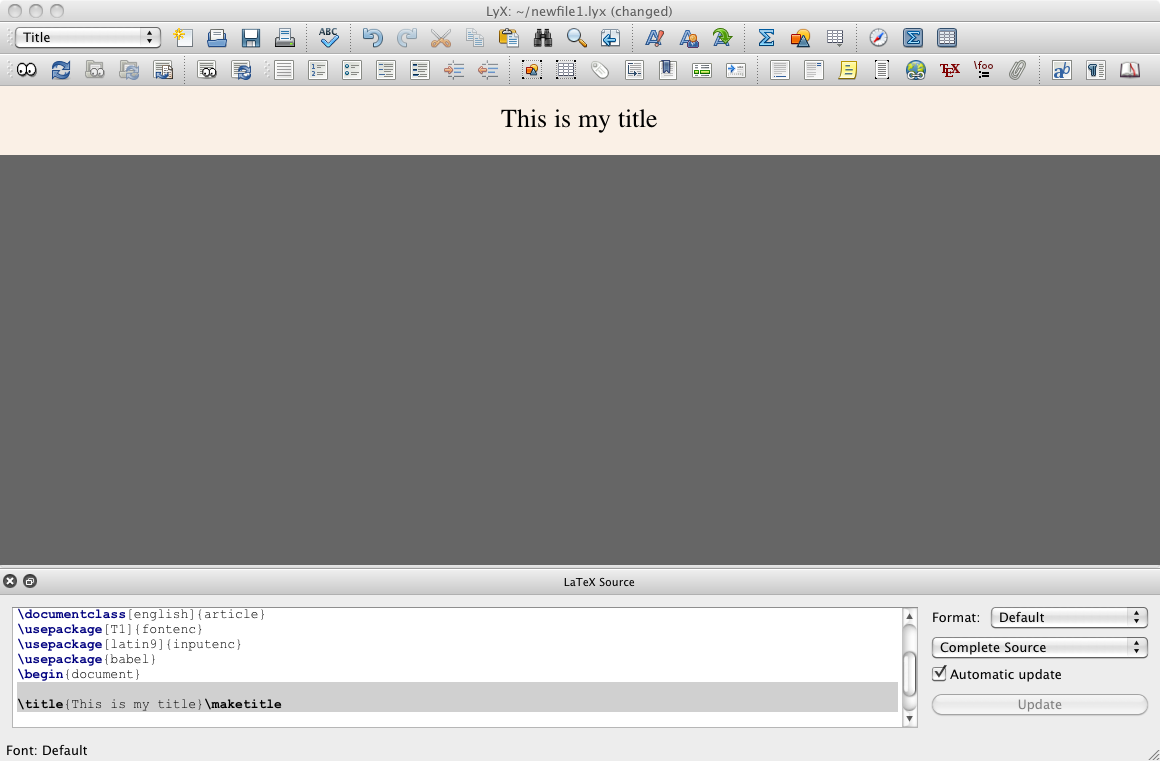 LyX: ~/newfile1.lyx (changed)
Title
ABC
TEX
\foo
ab
This is my title
LaTeX Source
\documentclass[english]{article}
\usepackage[T1]{fontenc}
\usepackage[latin9]{inputenc}
\usepackage{babel}
\begin{document}
\title{This is my title}\maketitle
Format: Default
Complete Source
Automatic update
Update
Font: Default